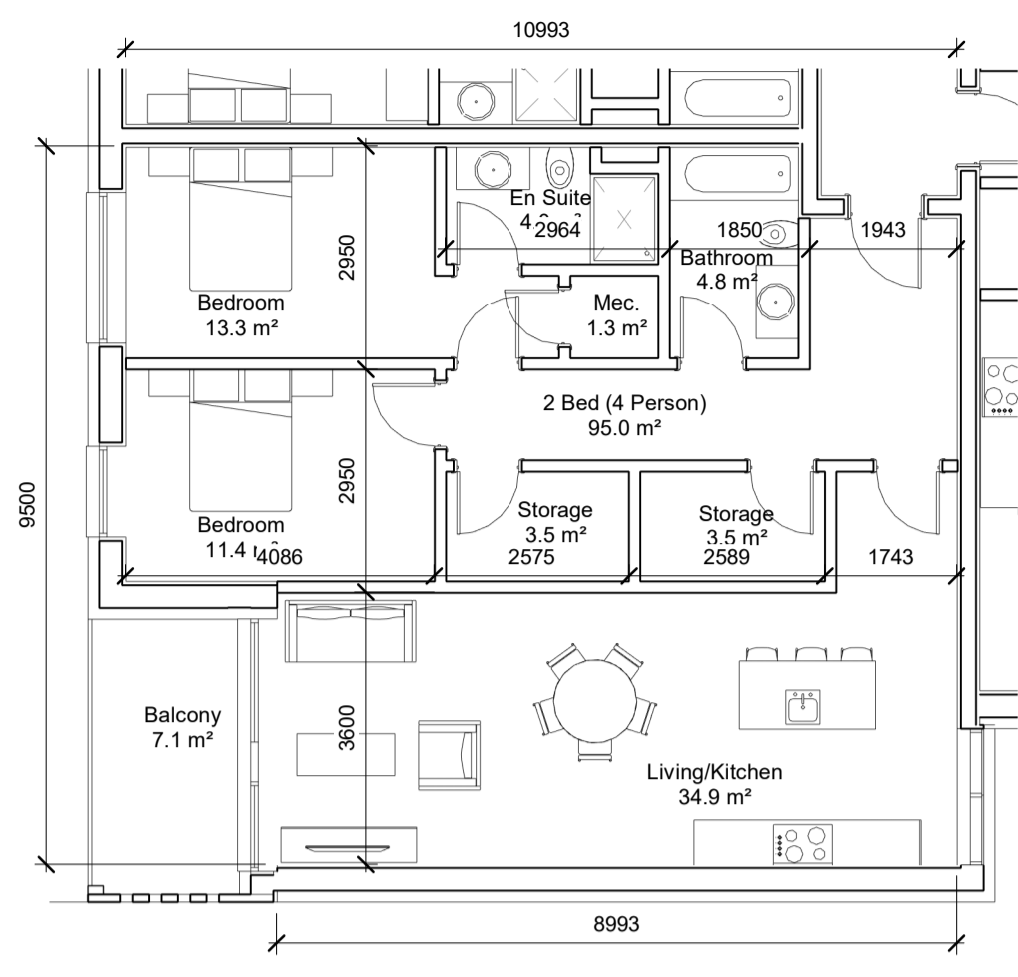 10993
En Suite
2964
1850
1943
Bathroom
4.8 m²
2950
Bedroom
13.3 m²
Mec.
1.3 m²
2 Bed (4 Person)
95.0 m²
9500
2950
Bedroom
11.4
4086
Storage
3.5 m²
2575
Storage
3.5 m²
2589
1743
Balcony
7.1 m²
3600
Living/Kitchen
34.9 m²
8993